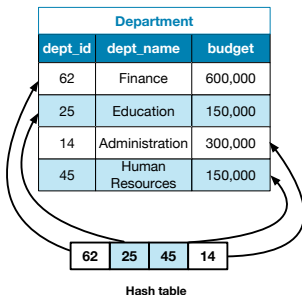 Department
dept_id dept_name budget
62 Finance 600,000
25 Education 150,000
14 Administration 300,000
45 Human
Resources 150,000
62 25 45 14
Hash table